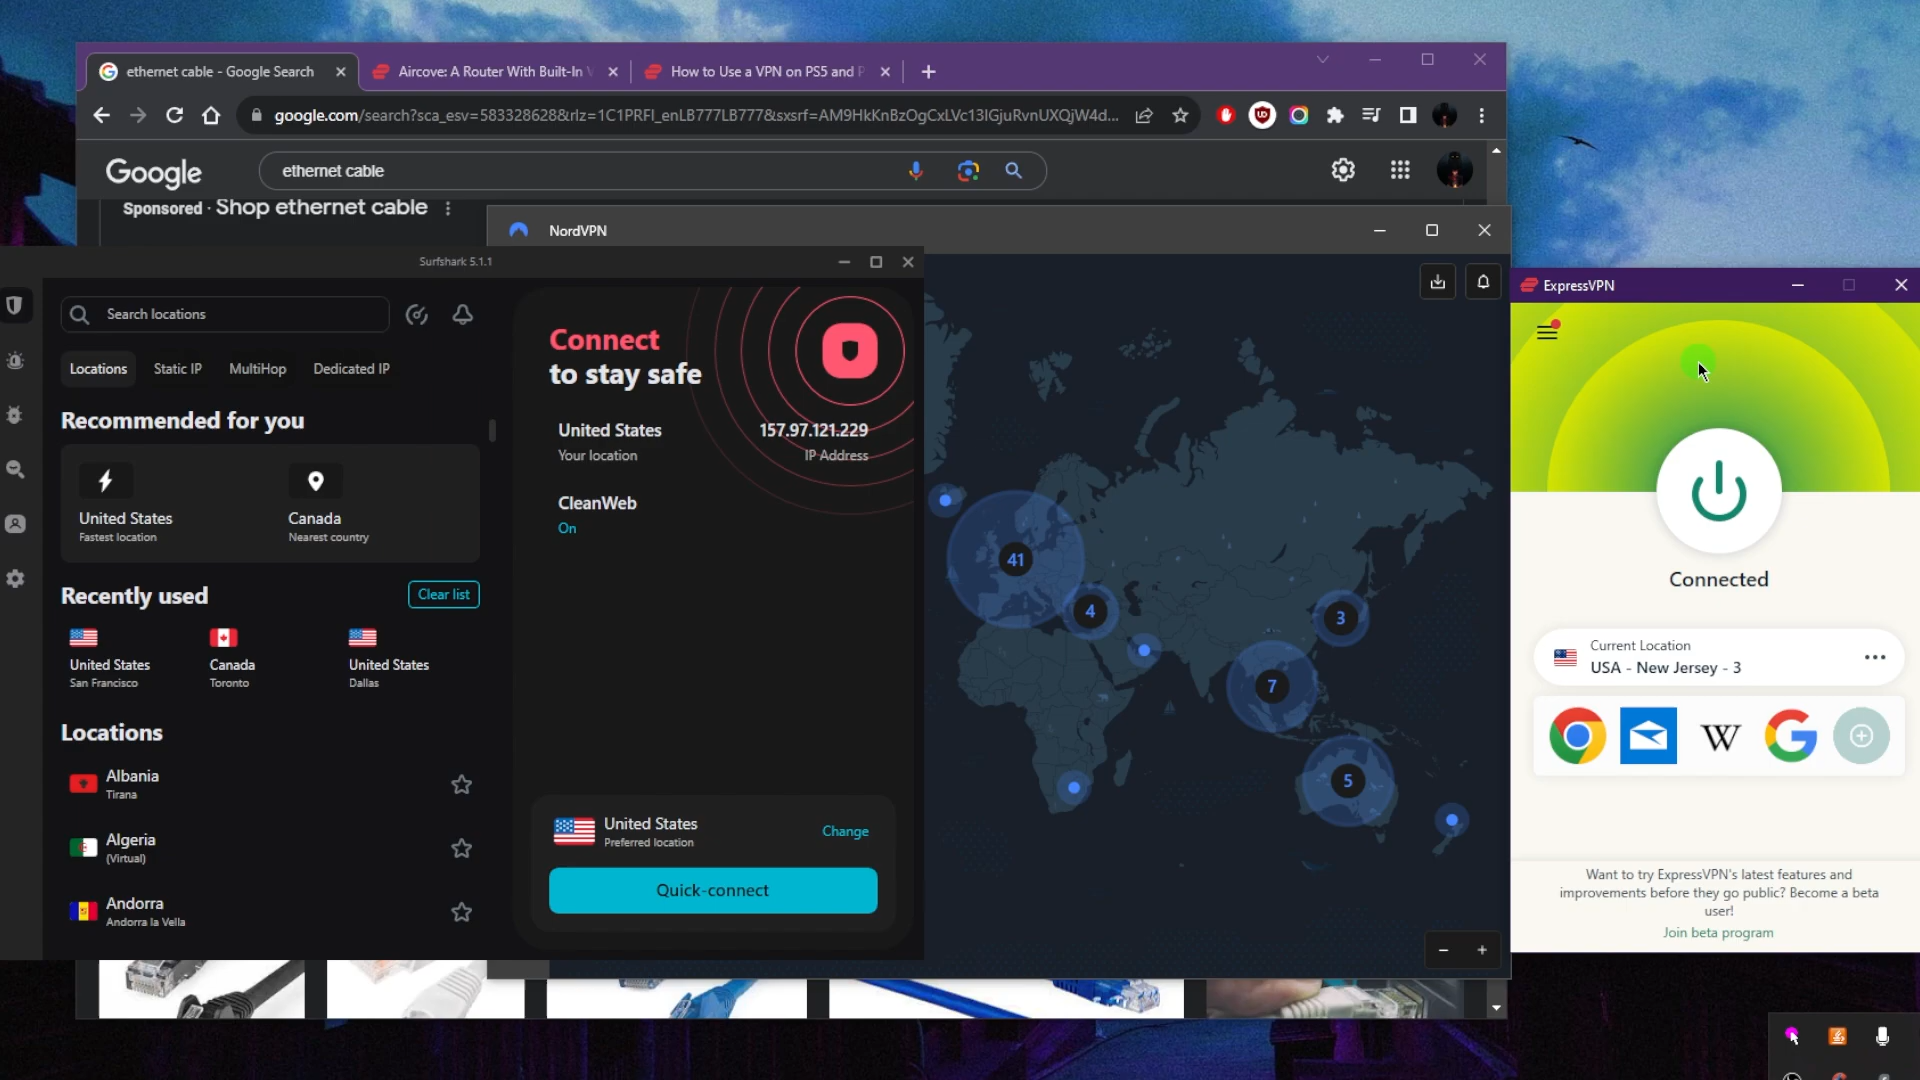 ethernet cable - Google Search
Aircove: A Router With Built-In V
How to Use a VPN on PS5 and P
google.com/search?sca_esv=583328628&rlz=1C1PRFI_enLB777LB777&sxsrf=AM9HkKnBzOgCxLVc13IGjuRvnUXQjW4d...
Google
ethernet cable
Sponsored · Shop ethernet cable
NordVPN
Surfshark 5.1.1
Search locations
Locations
Static IP
MultiHop
Dedicated IP
Recommended for you
United States
Fastest location
Canada
Nearest country
Recently used
Clear list
United States
San Francisco
Canada
Toronto
United States
Dallas
Locations
Albania
Tirana
Algeria
(Virtual)
Andorra
Andorra la Vella
Connect
to stay safe
United States
Your location
157.97.121.229
IP Address
CleanWeb
On
United States
Preferred location
Change
Quick-connect
41
4
3
7
5
ExpressVPN
Connected
Current Location
USA - New Jersey - 3
W
G
Want to try ExpressVPN's latest features and
improvements before they go public? Become a beta
user!
Join beta program